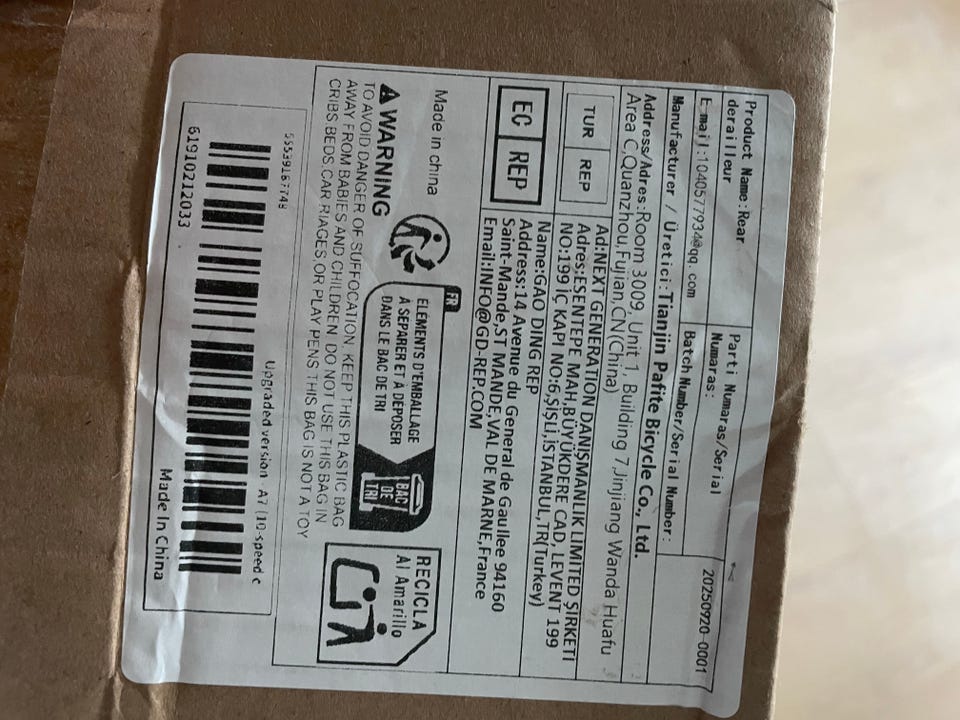 Product Name:Rear
derailleur
Parti Numaras/Serial
Numaras:
E-mail:1040577934@qq.com
Batch Number/Serial Number:
20250920-0001
Manufacturer / Üretici:Tianjin Pafite Bicycle Co., Ltd.
Address/Adres:Room 3009, Unit 1, Building 7,Jinjiang Wanda Huafu
Area C,Quanzhou,Fujian,CN(China)
TUR REP
Ad:NEXT GENERATION DANIŞMANLIK LIMITED ŞIRKETI
Adres:ESENTEPE MAH,BÜYÜKDERE CAD, LEVENT 199
NO:199 IÇ KAPI NO:6,ŞIŞLI,ISTANBUL,TR(Turkey)
EC REP
Name:GAO DING REP
Address:14 Avenue du General de Gaullee 94160
Saint-Mande,ST MANDE,VAL DE MARNE,France
Email:INFO@GD-REP.COM
Made in china
FR
ELEMENTS D'EMBALLAGE
A SEPARER ET À DEPOSER
DANS LE BAC DE TRI
BAC
DE
TRI
RECICLA
Al Amarillo
WARNING
TO AVOID DANGER OF SUFFOCATION, KEEP THIS PLASTIC BAG
AWAY FROM BABIES AND CHILDREN DO NOT USE THIS BAG IN
CRIBS BEDS,CAR RIAGES,OR PLAY PENS THIS BAG IS NOT A TOY
55539167748
Upgraded version A7 (10-speed c
61910212033
Made In China